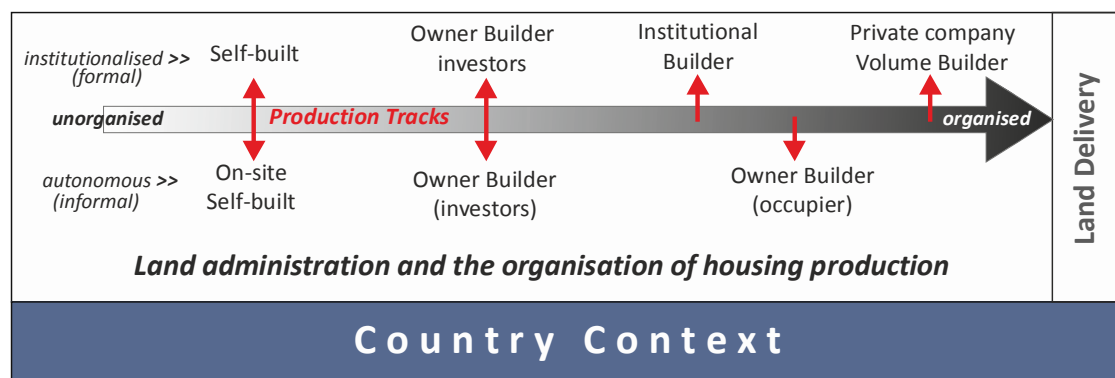 institutionalised >>
(formal)
Self-built
Owner Builder
investors
Institutional
Builder
Private company
Volume Builder
unorganised
Production Tracks
organised
autonomous >>
(informal)
On-site
Self-built
Owner Builder
(investors)
Owner Builder
(occupier)
Land administration and the organisation of housing production
Land Delivery
Country Context